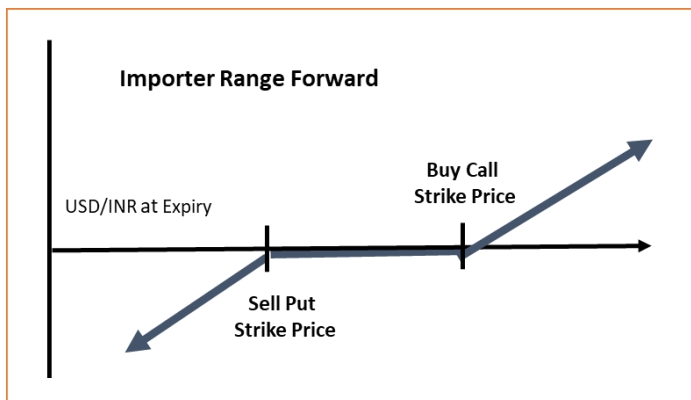 Importer Range Forward
Buy Call
Strike Price
USD/INR at Expiry
Sell Put
Strike Price